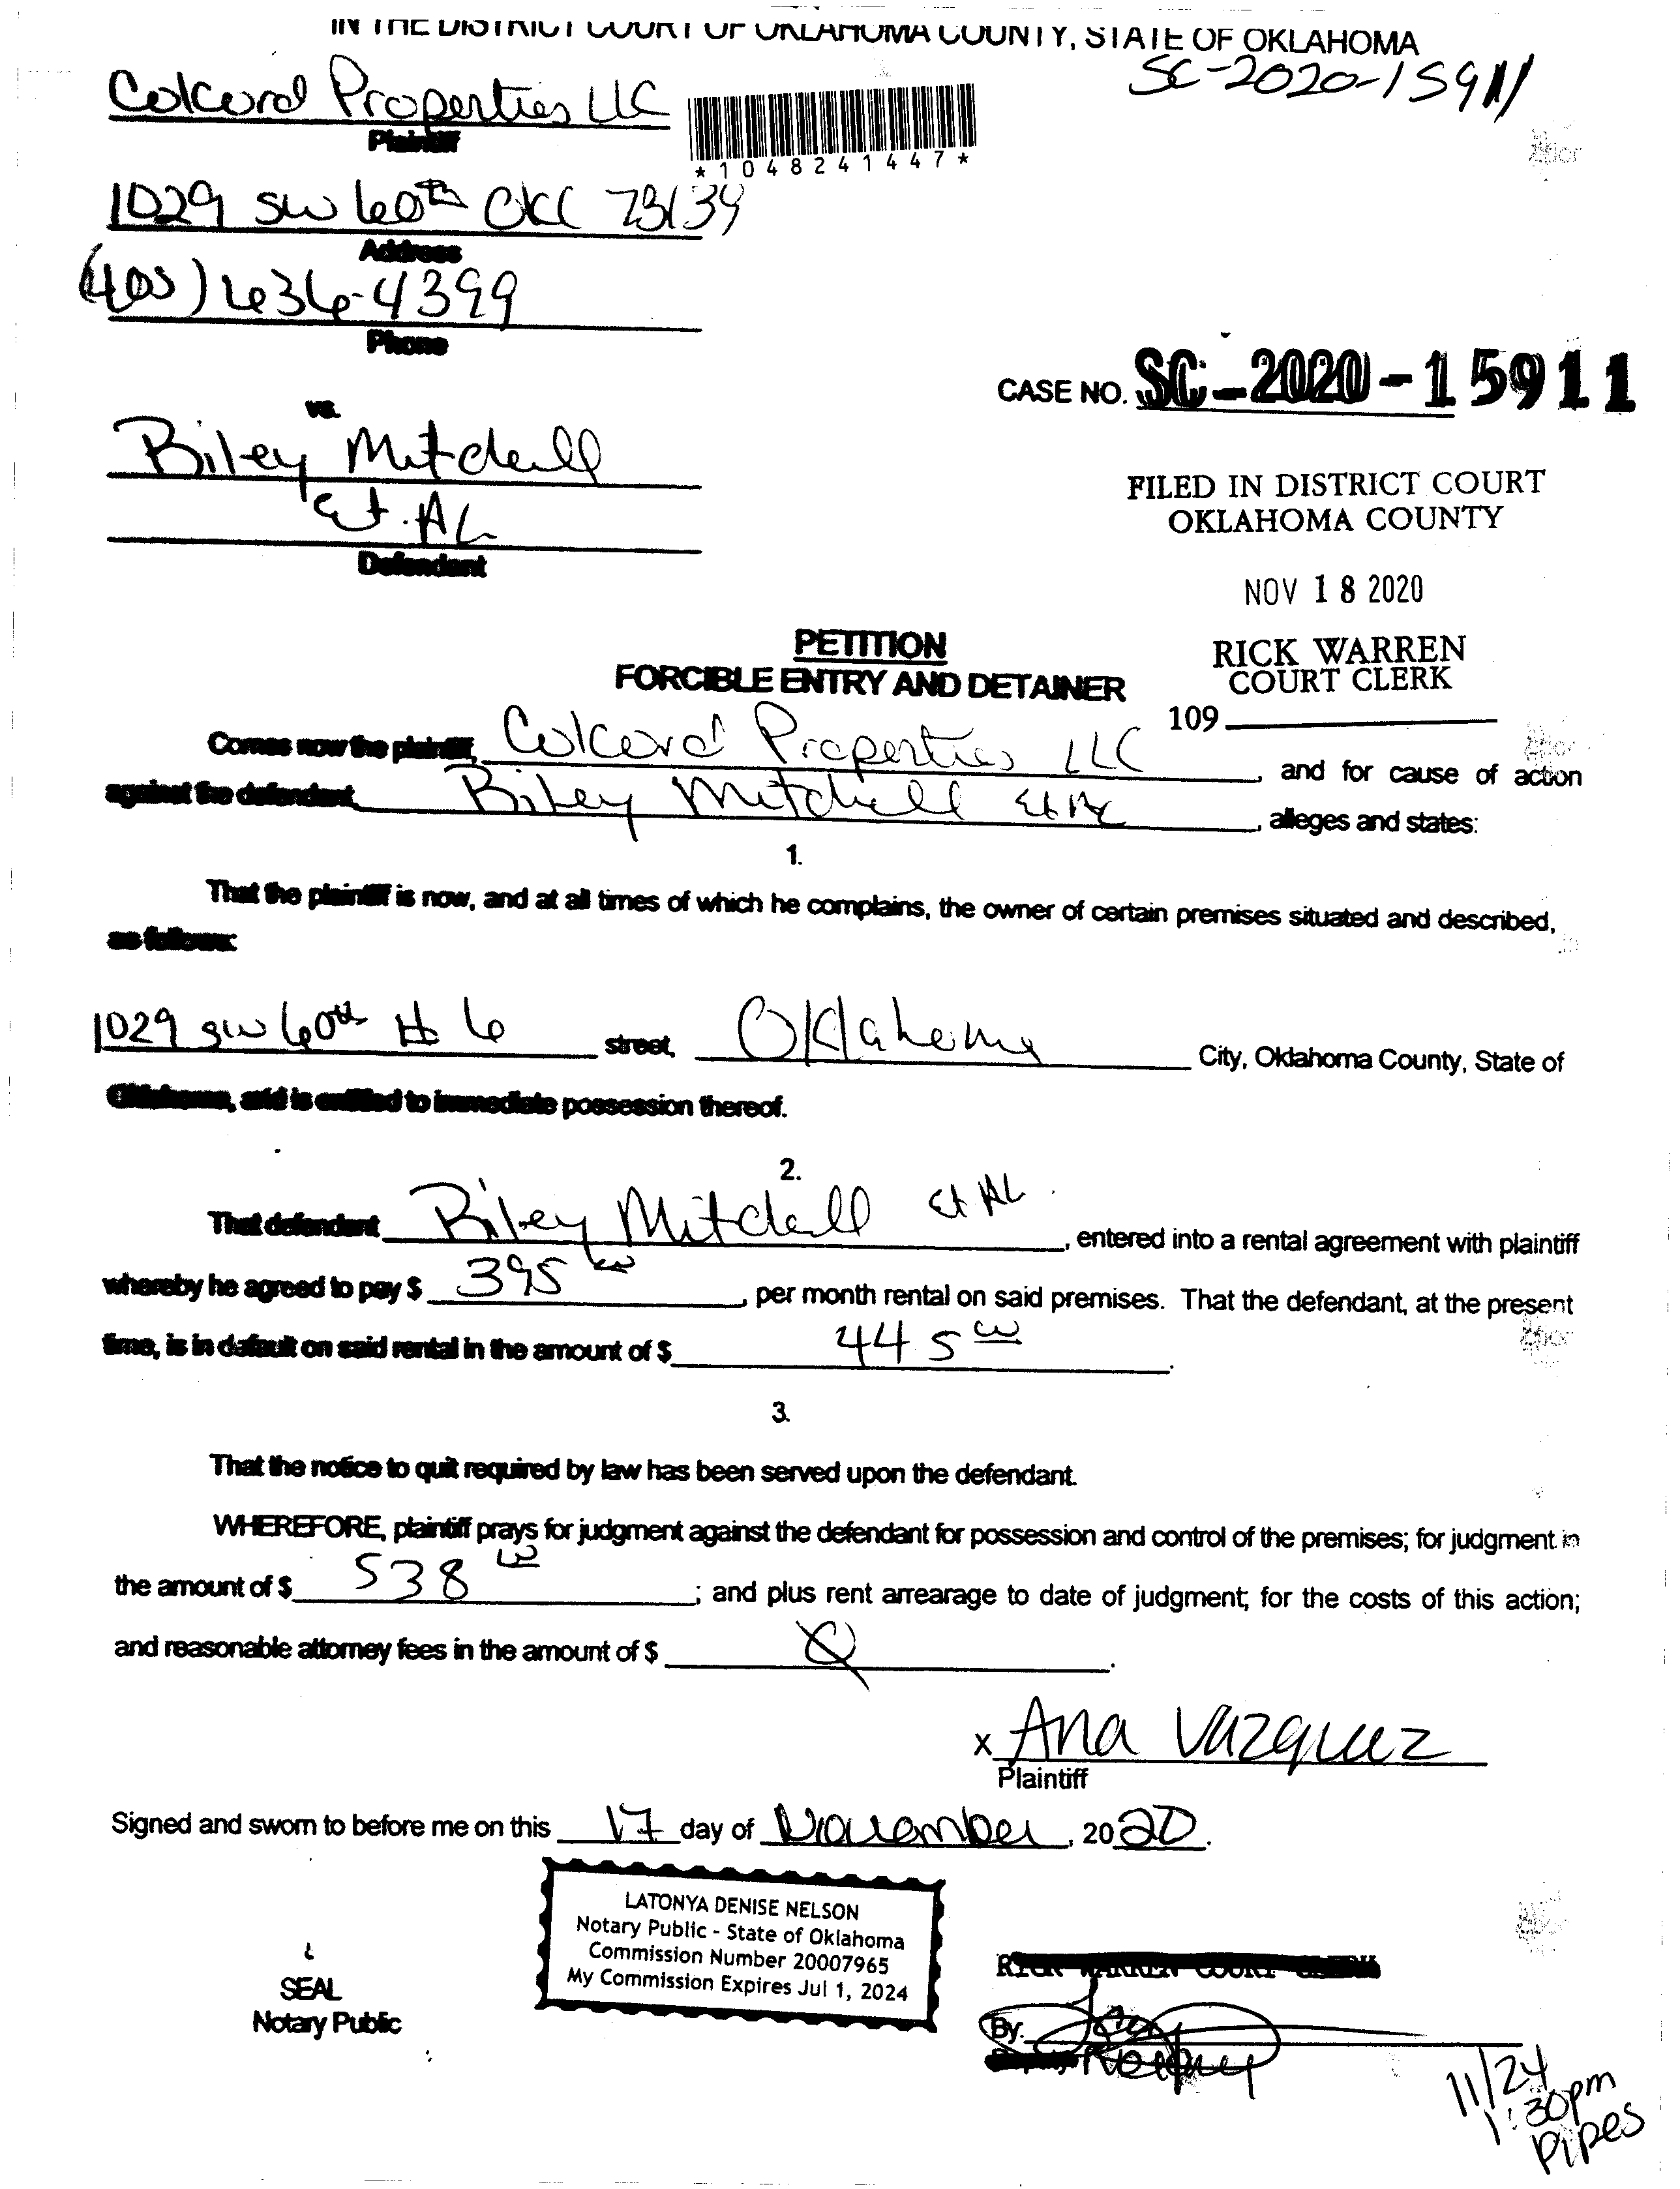 IN THE DISTRICT COURT OF OKLAHOMA COUNTY, STATE OF OKLAHOMA
SC-2020-15911
Colcord Properties LLC
Plaintiff
*1048241447*
1029 SW 60th OKC 73139
Address
(405) 636-4399
Phone
CASE NO. SC-2020-15911
vs.
Riley Mitchell
Et. AL
Defendant
FILED IN DISTRICT COURT
OKLAHOMA COUNTY
NOV 18 2020
RICK WARREN
COURT CLERK
109
PETITION
FORCIBLE ENTRY AND DETAINER
Comes now the plaintiff, Colcord Properties LLC, and for cause of action
against the defendant, Riley Mitchell Et AL, alleges and states:
1.
That the plaintiff is now, and at all times of which he complains, the owner of certain premises situated and described,
as follows:
1029 SW 60th # 6 street, Oklahoma City, Oklahoma County, State of
Oklahoma, and is entitled to immediate possession thereof.
2.
That defendant Riley Mitchell Et AL, entered into a rental agreement with plaintiff
whereby he agreed to pay $ 395 00, per month rental on said premises. That the defendant, at the present
time, is in default on said rental in the amount of $ 445 00.
3.
That the notice to quit required by law has been served upon the defendant.
WHEREFORE, plaintiff prays for judgment against the defendant for possession and control of the premises; for judgment in
the amount of $ 538 00; and plus rent arrearage to date of judgment; for the costs of this action;
and reasonable attorney fees in the amount of $ 0.
x Ana Vazquez
Plaintiff
Signed and sworn to before me on this 17 day of November, 2020.
LATONYA DENISE NELSON
Notary Public - State of Oklahoma
Commission Number 20007965
My Commission Expires Jul 1, 2024
SEAL
Notary Public
RICK WARREN COURT CLERK
By:
Deputy
11/24
1:30pm
Pipes